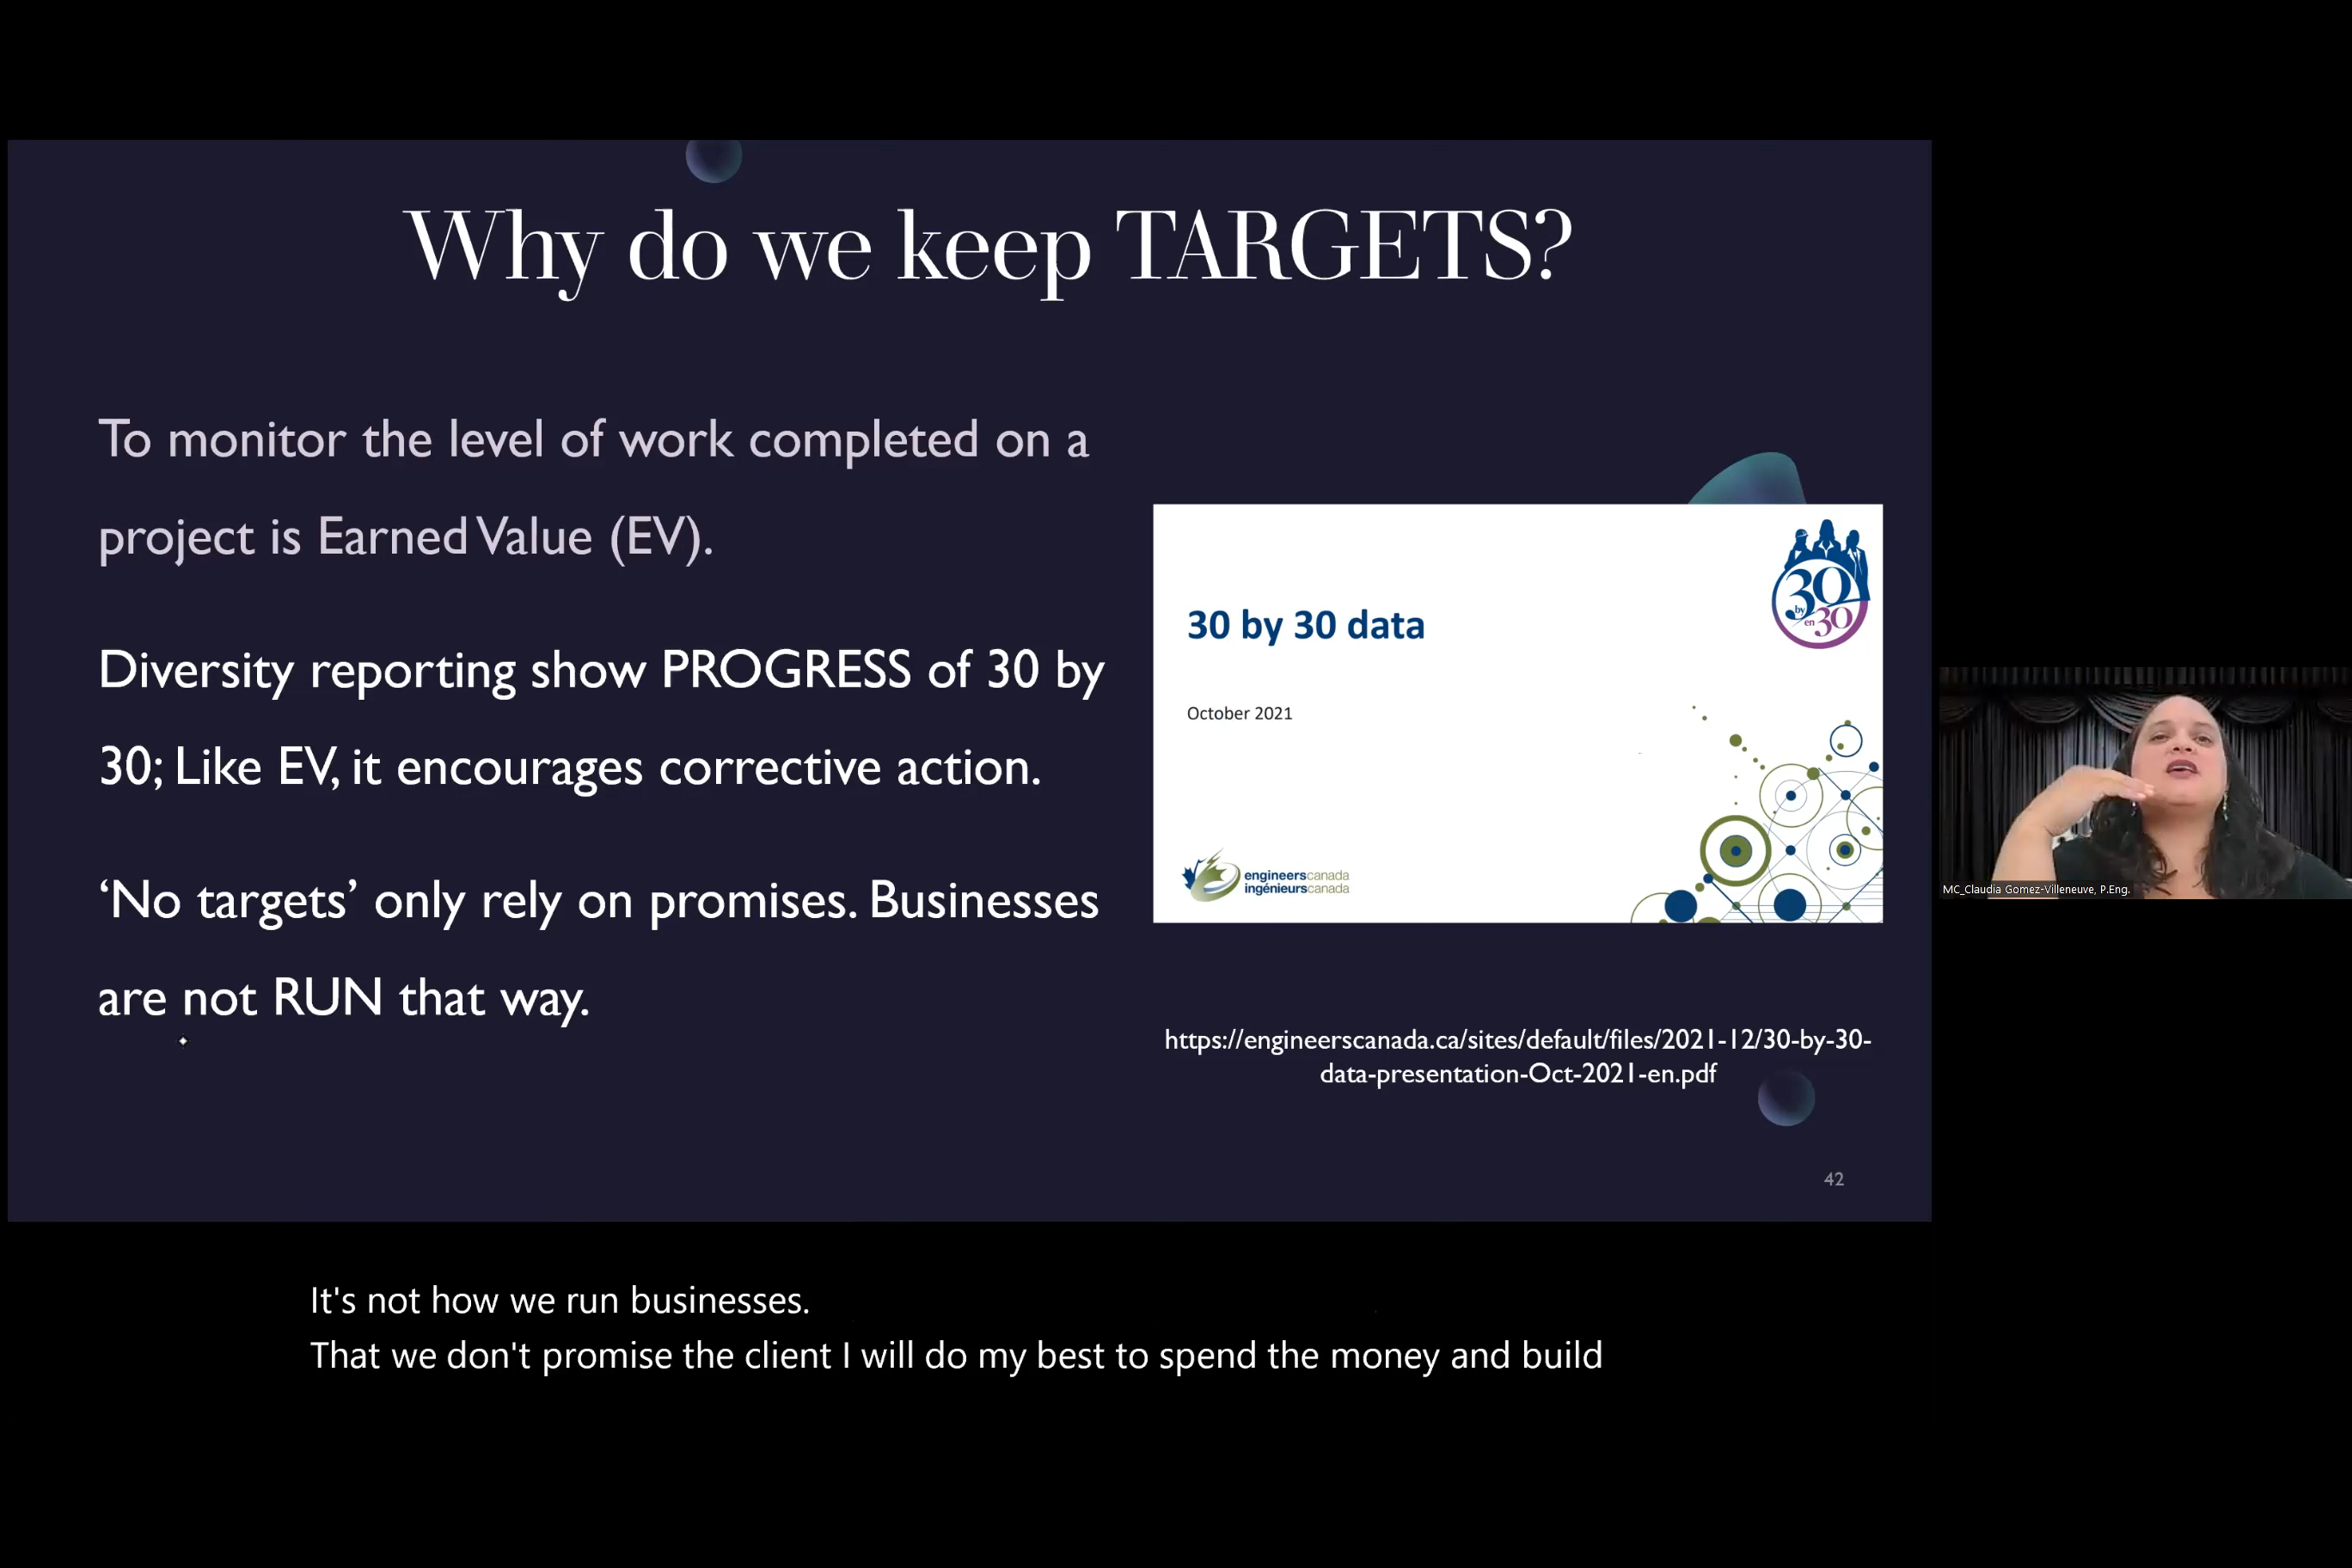 Why do we keep TARGETS?
To monitor the level of work completed on a
project is Earned Value (EV).
Diversity reporting show PROGRESS of 30 by
30; Like EV, it encourages corrective action.
‘No targets’ only rely on promises. Businesses
are not RUN that way.
30 by 30 data
October 2021
30
by
en
30
engineerscanada
ingénieurscanada
https://engineerscanada.ca/sites/default/files/2021-12/30-by-30-
data-presentation-Oct-2021-en.pdf
42
MC_Claudia Gomez-Villeneuve, P.Eng.
It's not how we run businesses.
That we don't promise the client I will do my best to spend the money and build